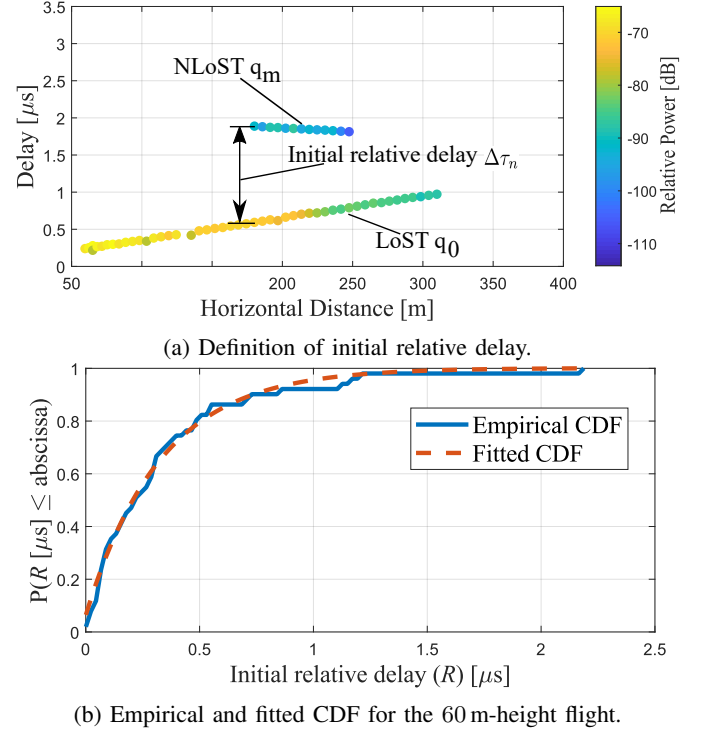 3.5
3
2.5
2
1.5
1
0.5
0
Delay [μs]
NLoST qm
Initial relative delay Δτn
LoST q0
50 200 250 300 350 400
Horizontal Distance [m]
-70
-80
-90
-100
-110
Relative Power [dB]
(a) Definition of initial relative delay.
1
0.8
0.6
0.4
0.2
0
P(R [μs] ≤ abscissa)
Empirical CDF
Fitted CDF
0 0.5 1 1.5 2 2.5
Initial relative delay (R) [μs]
(b) Empirical and fitted CDF for the 60 m-height flight.